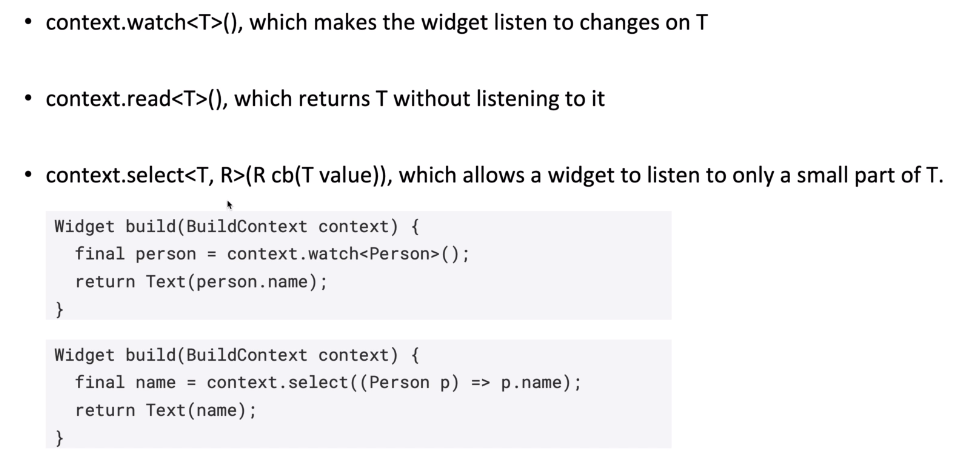 • context.watch<T>(), which makes the widget listen to changes on T
• context.read<T>(), which returns T without listening to it
• context.select<T, R>(R cb(T value)), which allows a widget to listen to only a small part of T.
Widget build(BuildContext context) {
  final person = context.watch<Person>();
  return Text(person.name);
}
Widget build(BuildContext context) {
  final name = context.select((Person p) => p.name);
  return Text(name);
}